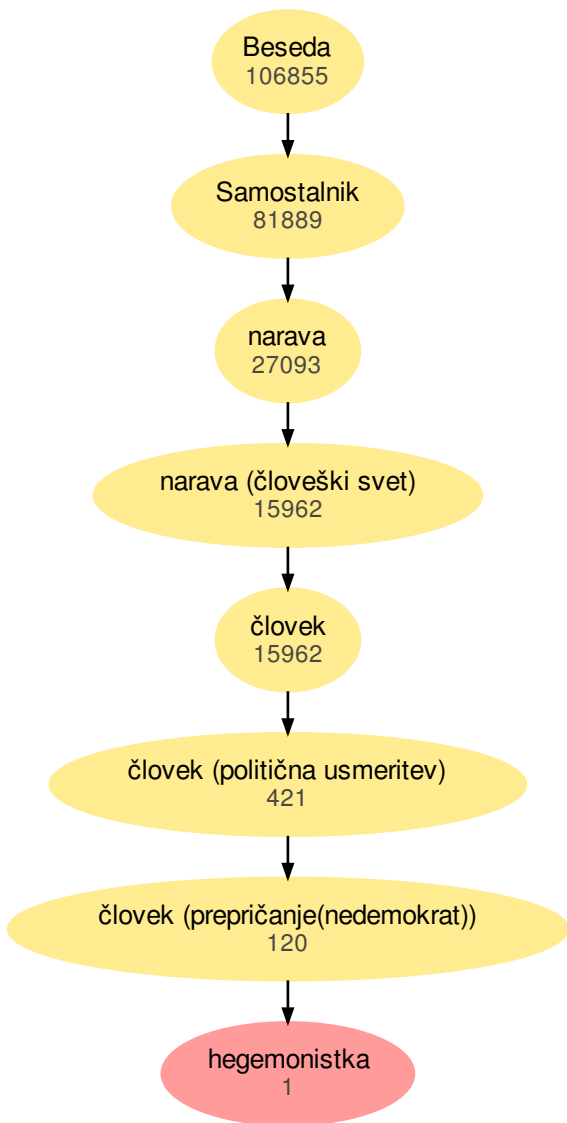 Beseda
106855
Samostalnik
81889
narava
27093
narava (človeški svet)
15962
človek
15962
človek (politična usmeritev)
421
človek (prepričanje(nedemokrat))
120
hegemonistka
1